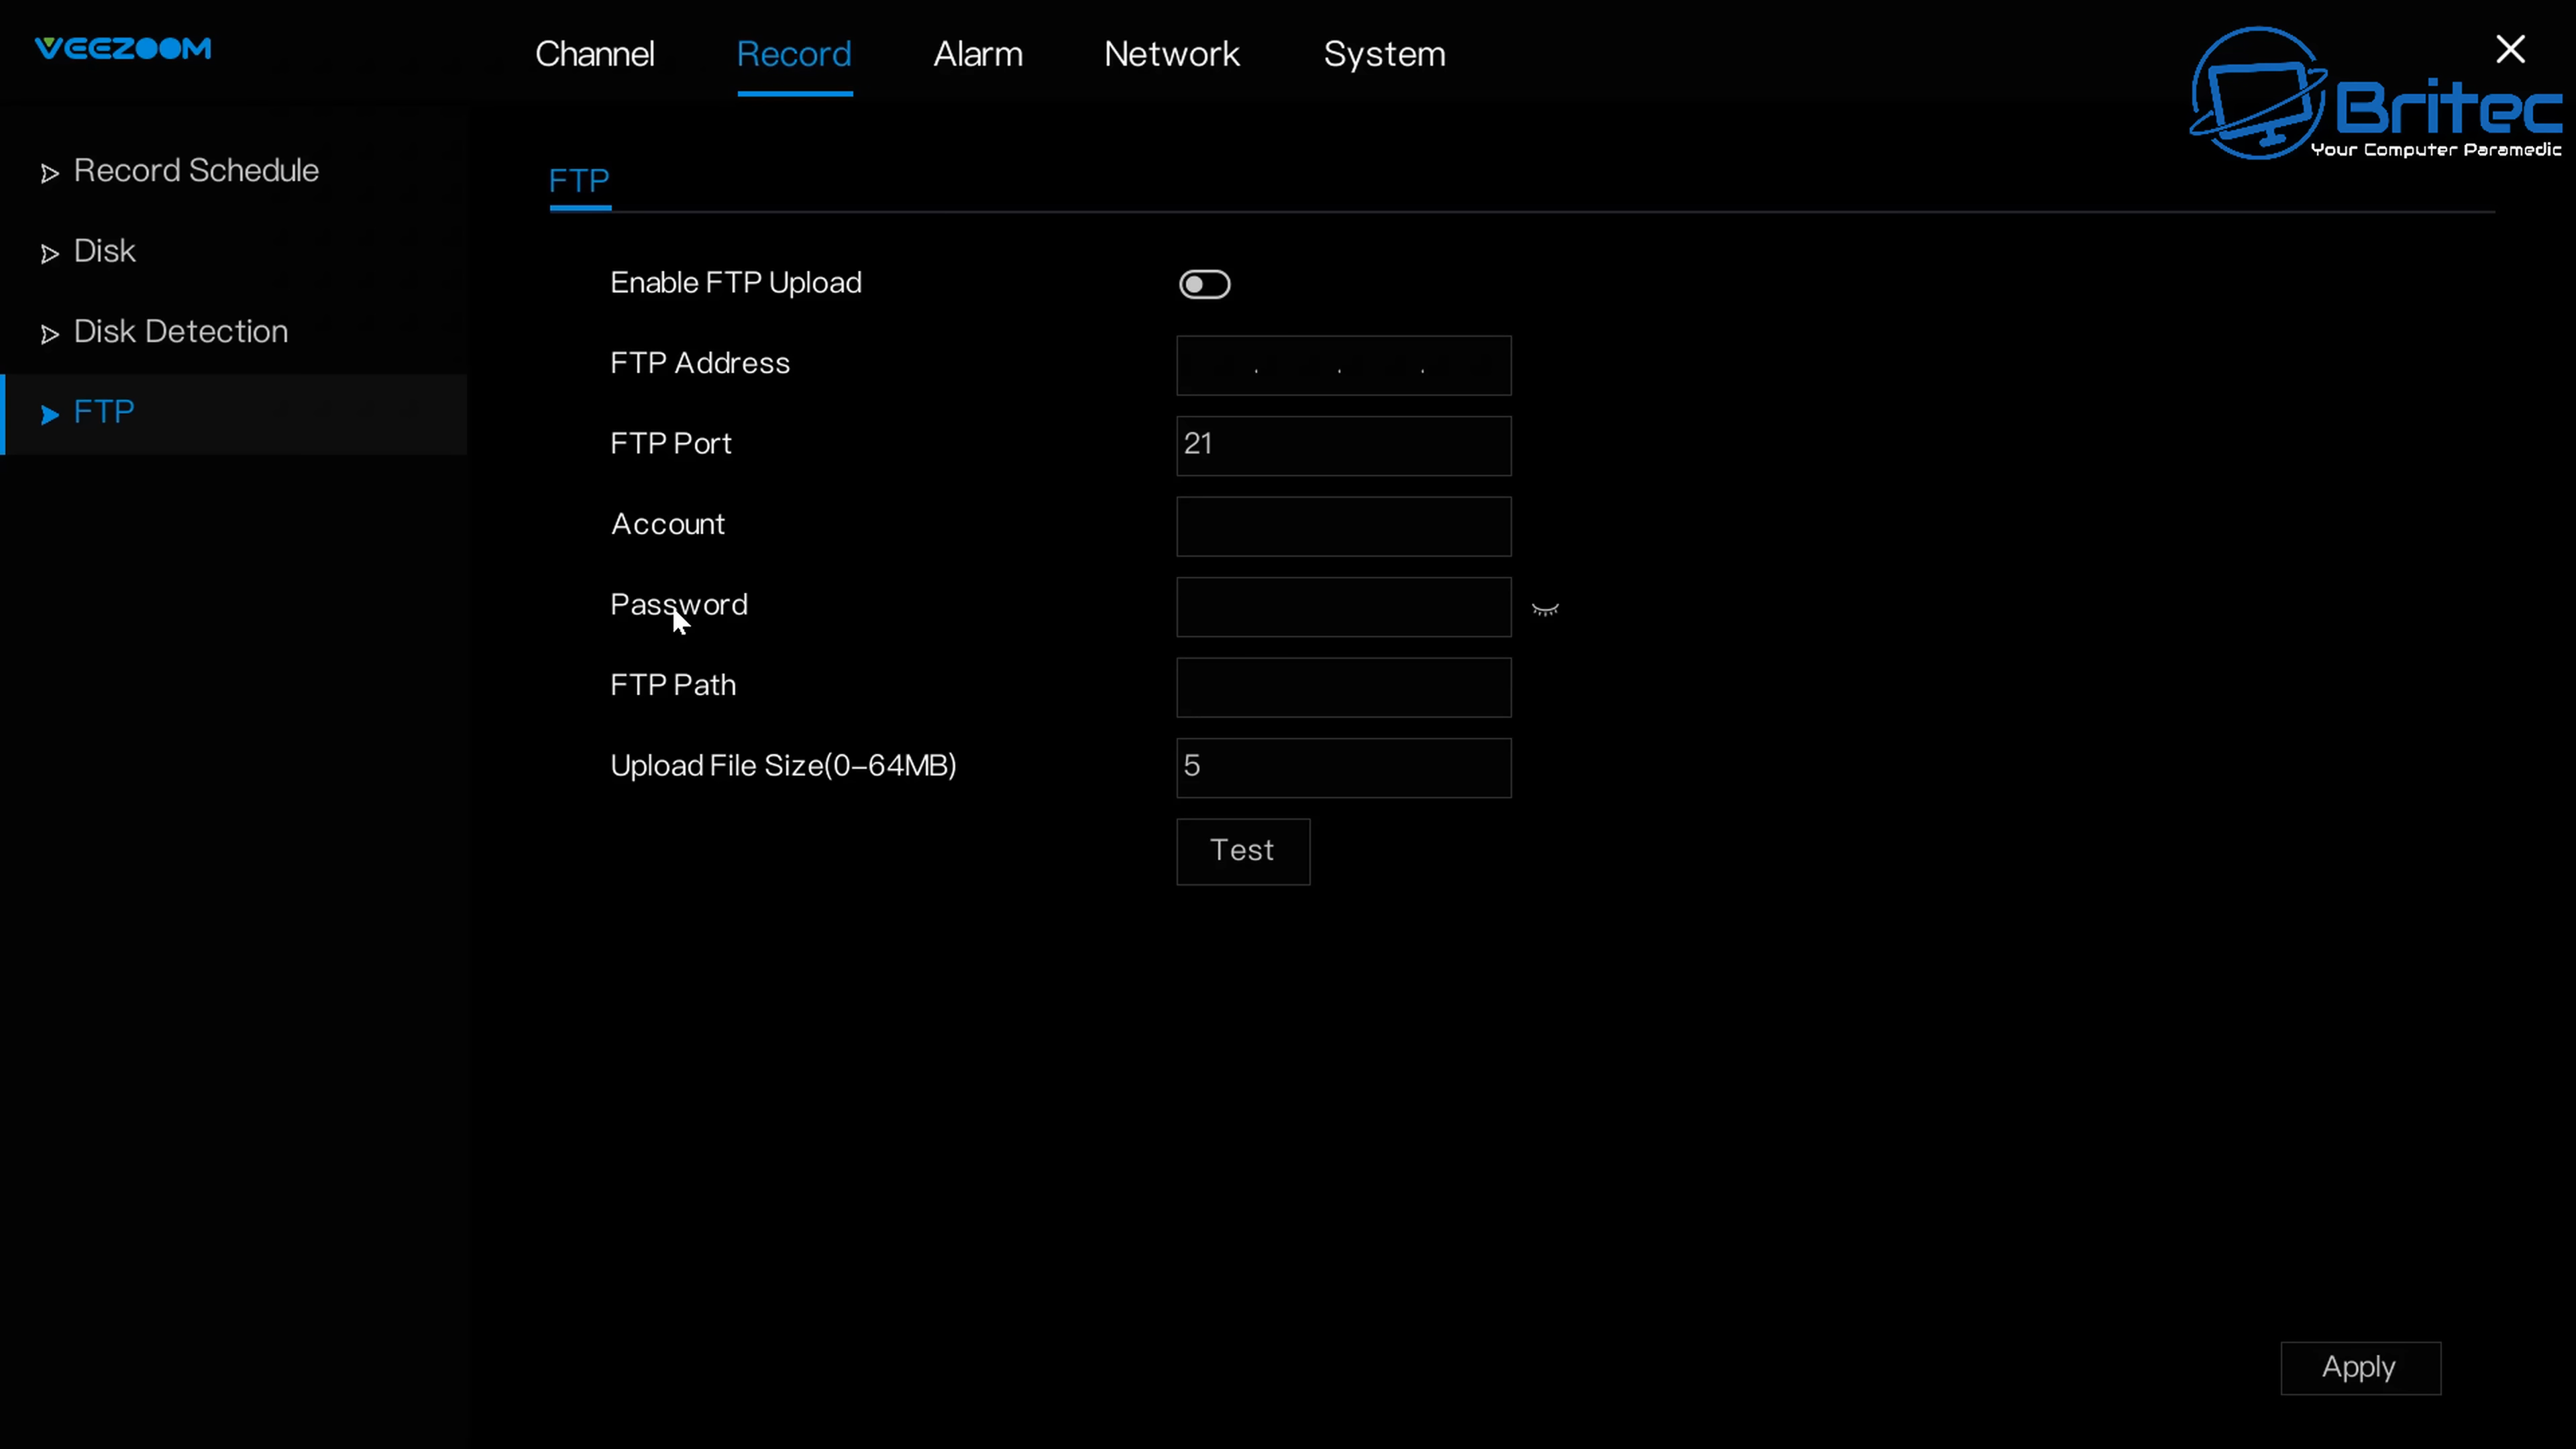 VEEZOOM
Channel Record Alarm Network System
Britec
Your Computer Paramedic
Record Schedule
Disk
Disk Detection
FTP
FTP
Enable FTP Upload
FTP Address . . .
FTP Port 21
Account
Password
FTP Path
Upload File Size(0-64MB) 5
Test
Apply